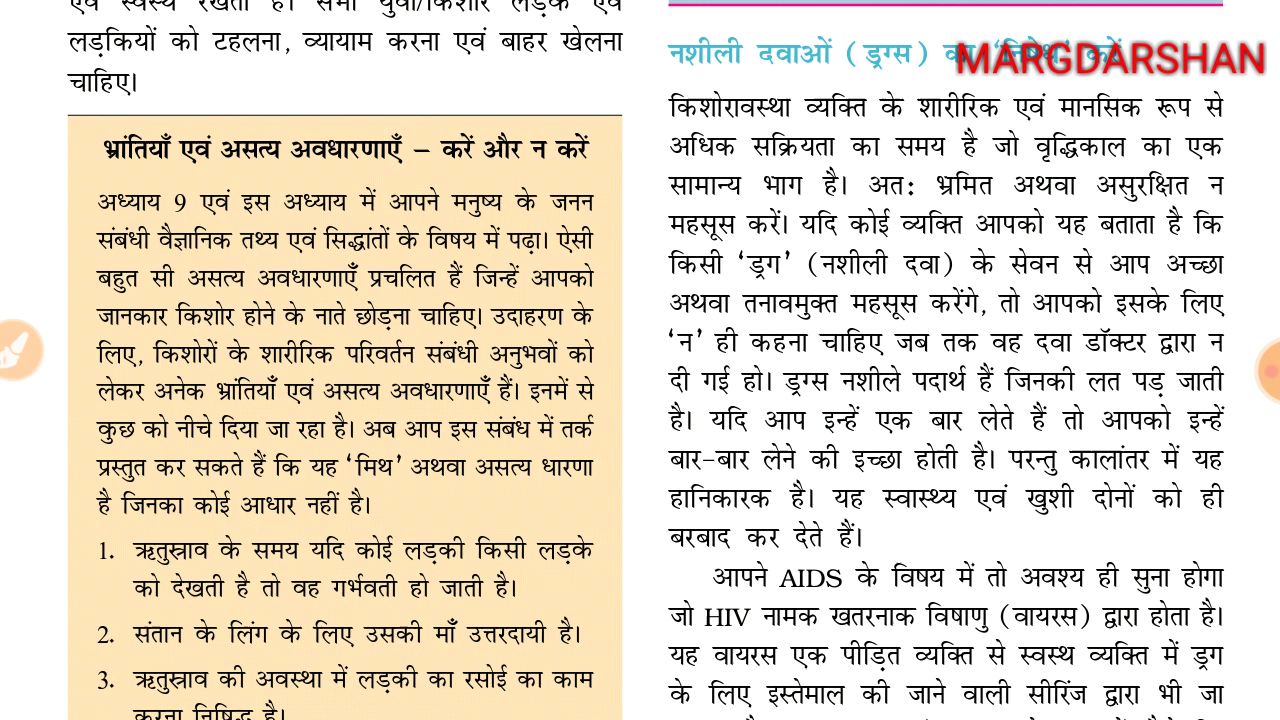 एवं स्वस्थ रखता है। सभी युवा/किशोर लड़के एवं
लड़कियों को टहलना, व्यायाम करना एवं बाहर खेलना
चाहिए।
भ्रांतियाँ एवं असत्य अवधारणाएँ – करें और न करें
अध्याय 9 एवं इस अध्याय में आपने मनुष्य के जनन
संबंधी वैज्ञानिक तथ्य एवं सिद्धांतों के विषय में पढ़ा। ऐसी
बहुत सी असत्य अवधारणाएँ प्रचलित हैं जिन्हें आपको
जानकार किशोर होने के नाते छोड़ना चाहिए। उदाहरण के
लिए, किशोरों के शारीरिक परिवर्तन संबंधी अनुभवों को
लेकर अनेक भ्रांतियाँ एवं असत्य अवधारणाएँ हैं। इनमें से
कुछ को नीचे दिया जा रहा है। अब आप इस संबंध में तर्क
प्रस्तुत कर सकते हैं कि यह ‘मिथ’ अथवा असत्य धारणा
है जिनका कोई आधार नहीं है।
1. ऋतुस्राव के समय यदि कोई लड़की किसी लड़के
को देखती है तो वह गर्भवती हो जाती है।
2. संतान के लिंग के लिए उसकी माँ उत्तरदायी है।
3. ऋतुस्राव की अवस्था में लड़की का रसोई का काम
करना निषिद्ध है।
नशीली दवाओं (ड्रग्स) का ‘निषेध’ करें
MARGDARSHAN
किशोरावस्था व्यक्ति के शारीरिक एवं मानसिक रूप से
अधिक सक्रियता का समय है जो वृद्धिकाल का एक
सामान्य भाग है। अतः भ्रमित अथवा असुरक्षित न
महसूस करें। यदि कोई व्यक्ति आपको यह बताता है कि
किसी ‘ड्रग’ (नशीली दवा) के सेवन से आप अच्छा
अथवा तनावमुक्त महसूस करेंगे, तो आपको इसके लिए
‘न’ ही कहना चाहिए जब तक वह दवा डॉक्टर द्वारा न
दी गई हो। ड्रग्स नशीले पदार्थ हैं जिनकी लत पड़ जाती
है। यदि आप इन्हें एक बार लेते हैं तो आपको इन्हें
बार-बार लेने की इच्छा होती है। परन्तु कालांतर में यह
हानिकारक है। यह स्वास्थ्य एवं खुशी दोनों को ही
बरबाद कर देते हैं।
आपने AIDS के विषय में तो अवश्य ही सुना होगा
जो HIV नामक खतरनाक विषाणु (वायरस) द्वारा होता है।
यह वायरस एक पीड़ित व्यक्ति से स्वस्थ व्यक्ति में ड्रग
के लिए इस्तेमाल की जाने वाली सीरिंज द्वारा भी जा